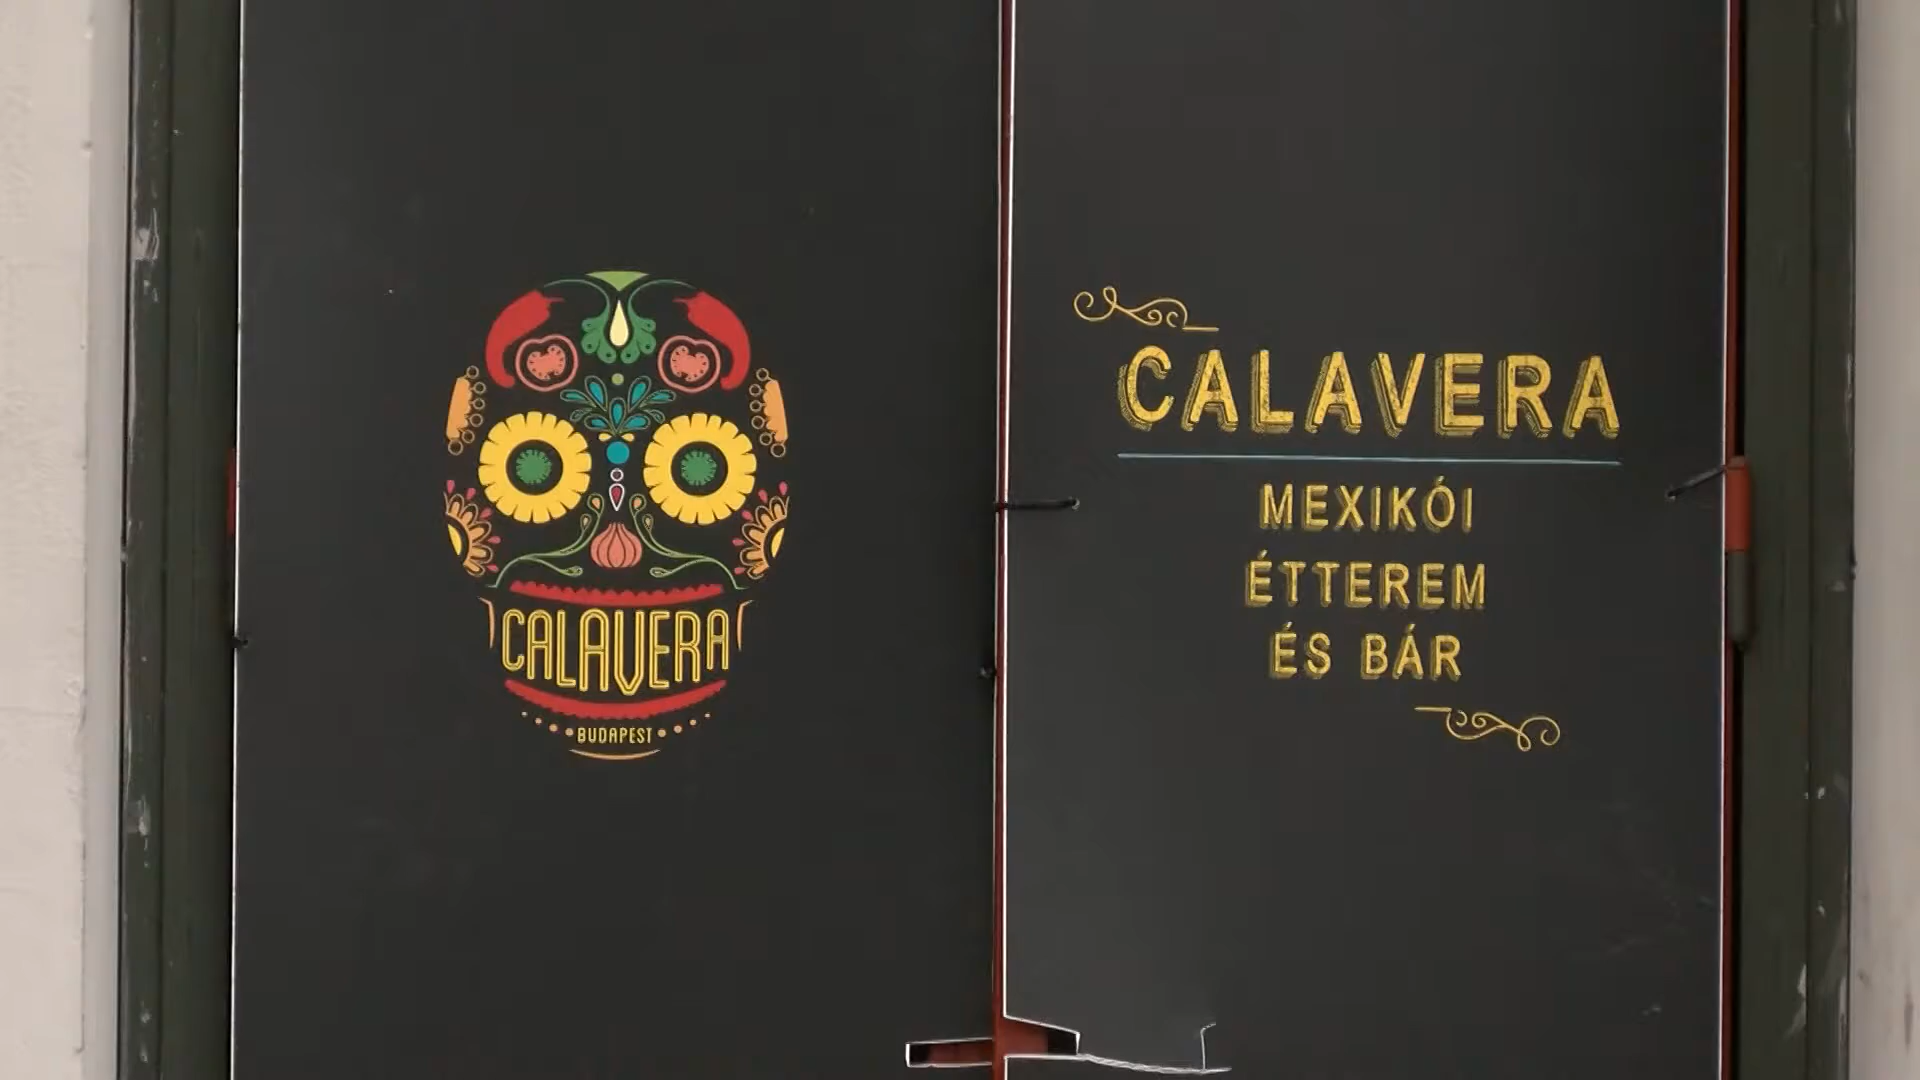 CALAVERA
BUDAPEST
CALAVERA
MEXIKÓI
ÉTTEREM
ÉS BÁR